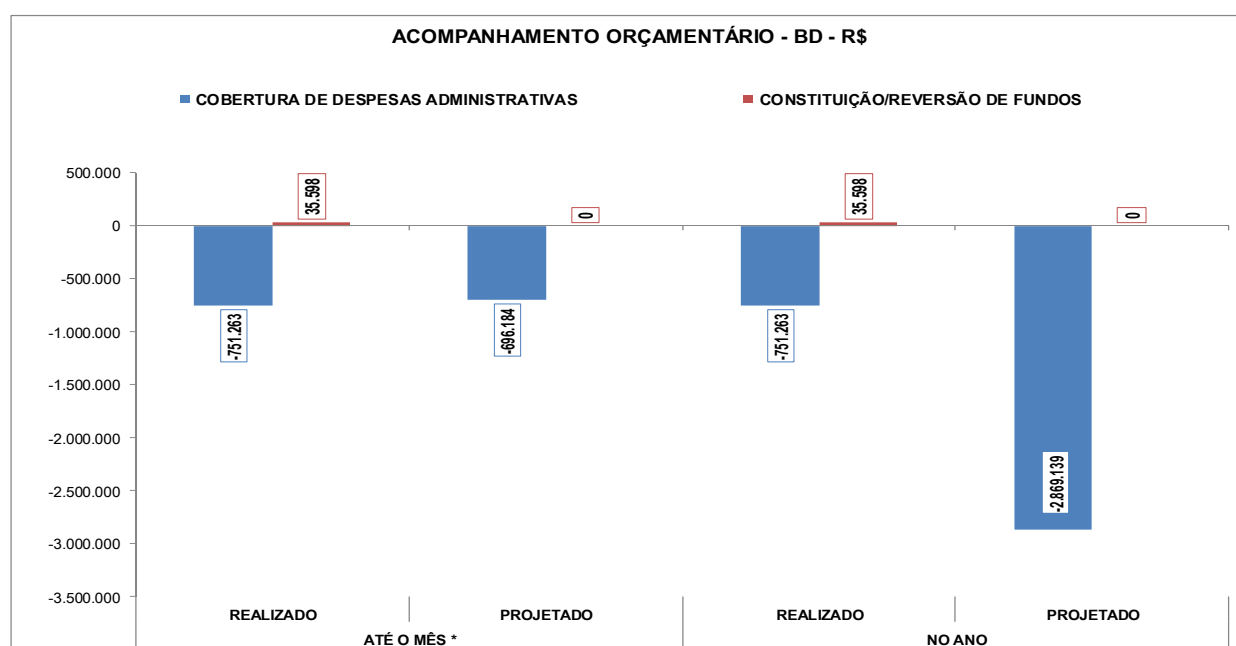 ACOMPANHAMENTO ORÇAMENTÁRIO - BD - R$
COBERTURA DE DESPESAS ADMINISTRATIVAS
CONSTITUIÇÃO/REVERSÃO DE FUNDOS
500.000
0
-500.000
-1.000.000
-1.500.000
-2.000.000
-2.500.000
-3.000.000
-3.500.000
-751.263
35.598
-696.184
0
-751.263
35.598
-2.869.139
0
REALIZADO
PROJETADO
REALIZADO
PROJETADO
ATÉ O MÊS *
NO ANO